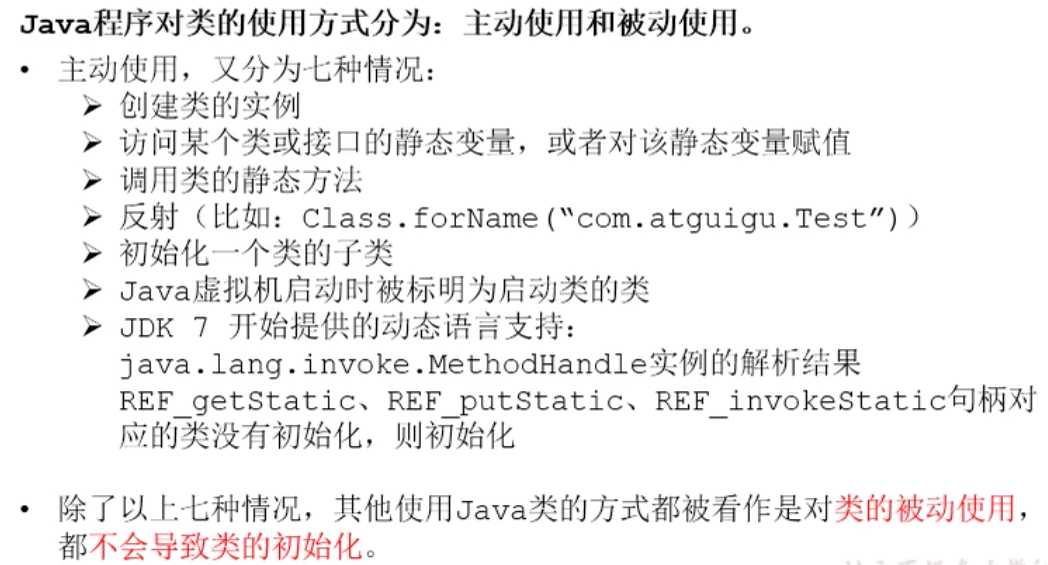 Java程序对类的使用方式分为：主动使用和被动使用。
• 主动使用，又分为七种情况：
➢ 创建类的实例
➢ 访问某个类或接口的静态变量，或者对该静态变量赋值
➢ 调用类的静态方法
➢ 反射（比如：Class.forName(“com.atguigu.Test”)）
➢ 初始化一个类的子类
➢ Java虚拟机启动时被标明为启动类的类
➢ JDK 7 开始提供的动态语言支持：
java.lang.invoke.MethodHandle实例的解析结果
REF_getStatic、REF_putStatic、REF_invokeStatic句柄对
应的类没有初始化，则初始化
• 除了以上七种情况，其他使用Java类的方式都被看作是对类的被动使用，
都不会导致类的初始化。